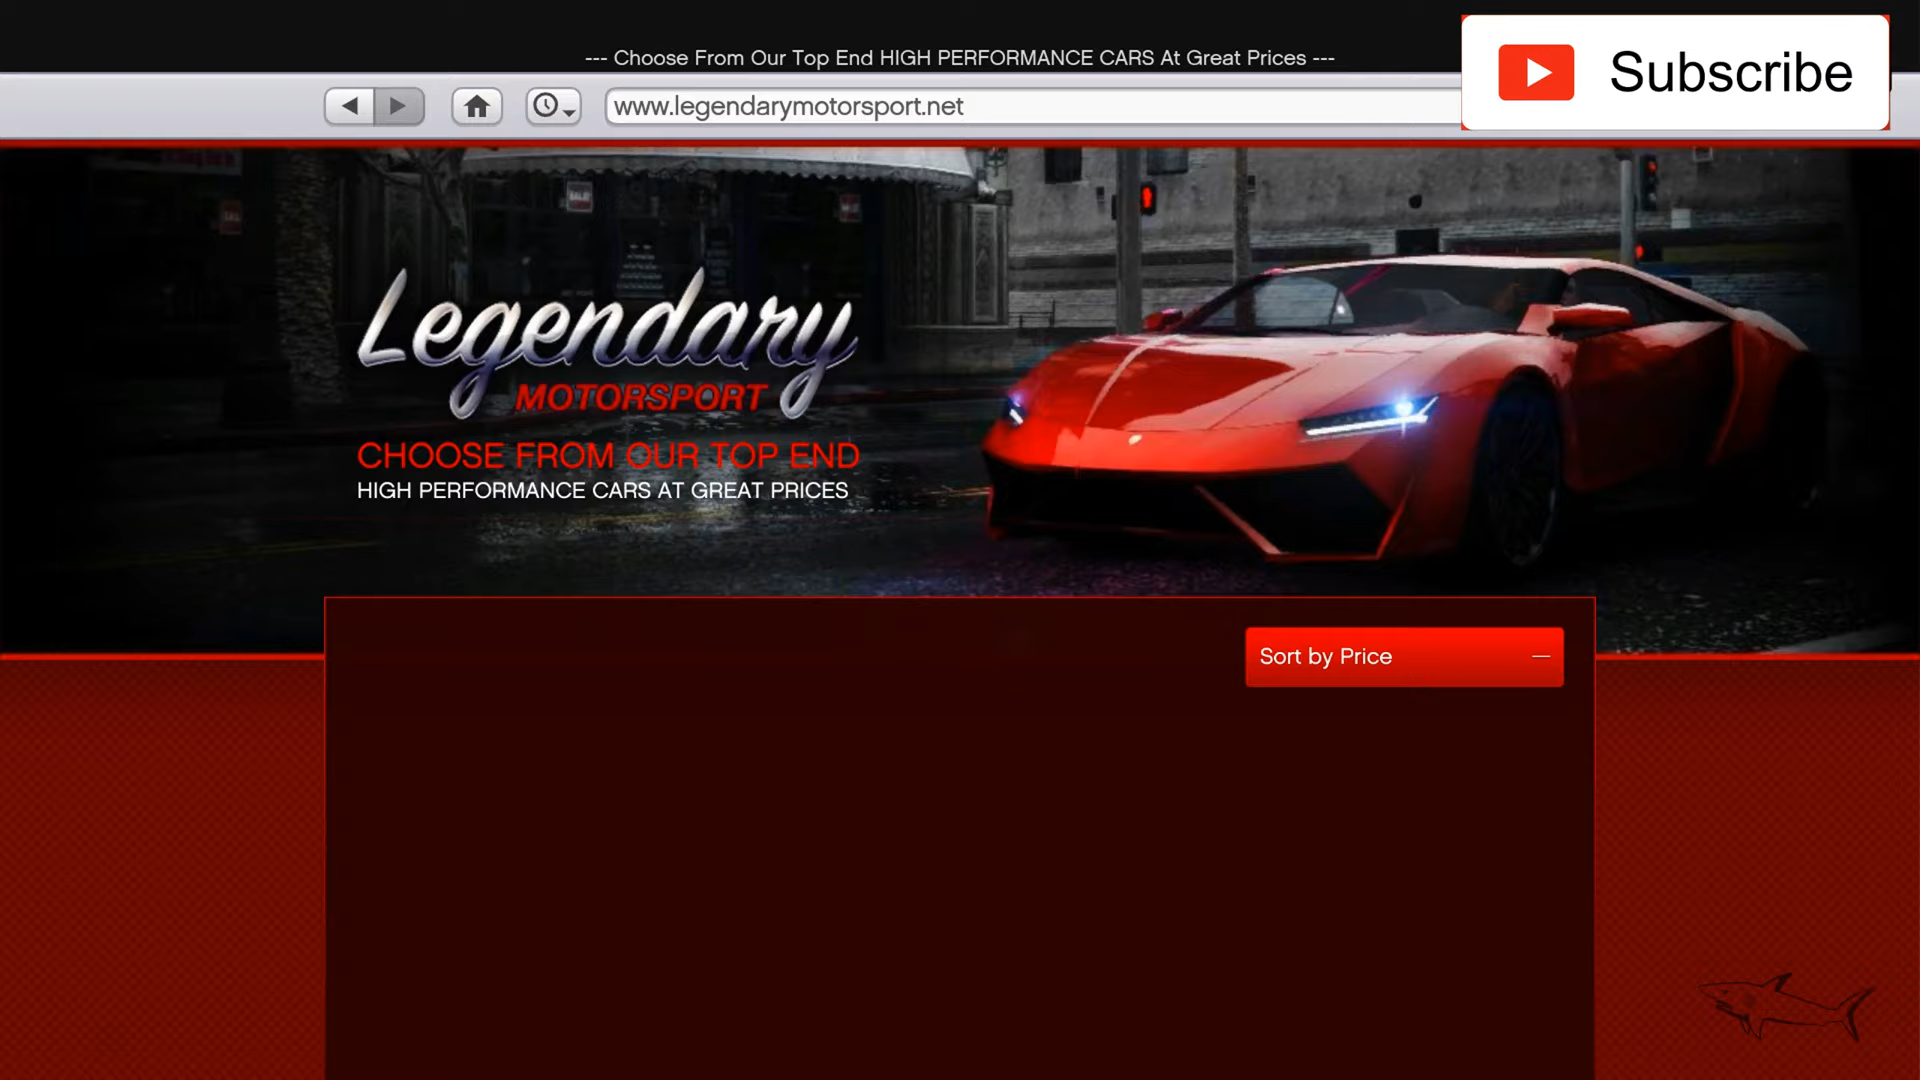 --- Choose From Our Top End HIGH PERFORMANCE CARS At Great Prices ---
Subscribe
www.legendarymotorsport.net
SALE
Legendary
MOTORSPORT
CHOOSE FROM OUR TOP END
HIGH PERFORMANCE CARS AT GREAT PRICES
Sort by Price